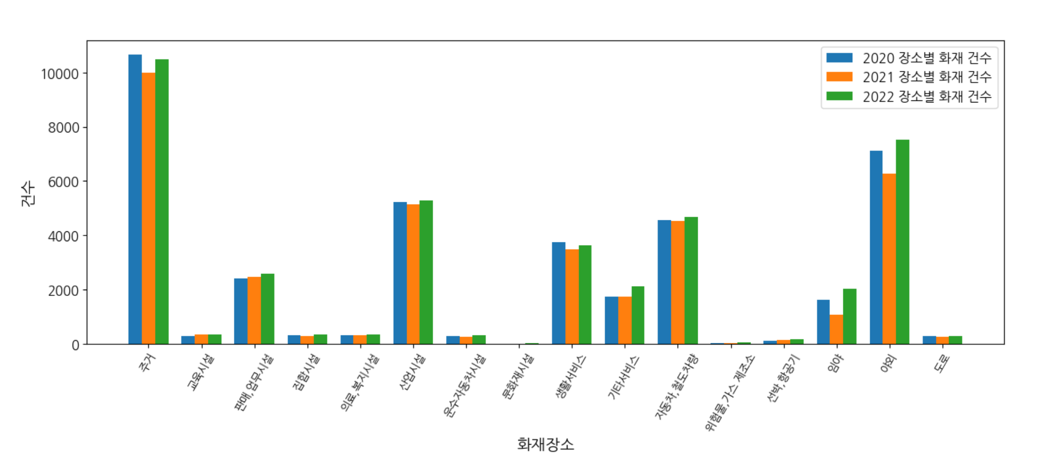 2020 장소별 화재 건수
2021 장소별 화재 건수
2022 장소별 화재 건수
건수
10000
8000
6000
4000
2000
0
주거
교육시설
판매,업무시설
집합시설
의료,복지시설
산업시설
운수자동차시설
문화재시설
생활서비스
기타서비스
자동차,철도차량
위험물,가스 제조소
선박,항공기
임야
야외
도로
화재장소